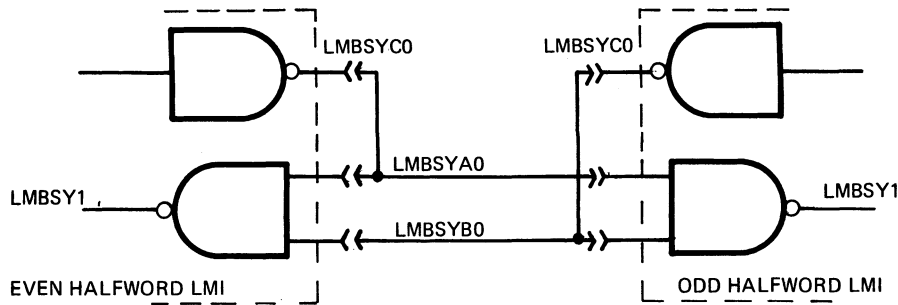 LMBSYC0
LMBSYC0
LMBSYA0
LMBSY1
LMBSY1
LMBSYB0
EVEN HALFWORD LMI
ODD HALFWORD LMI